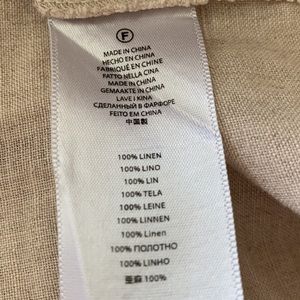 F
MADE IN CHINA
HECHO EN CHINA
FABRIQUÉ EN CHINE
FATTO NELLA CINA
MADE IN CHINA
GEMAAKTE IN CHINA
LAVE I KINA
СДЕЛАННЫЙ В ФАРФОРЕ
FEITO EM CHINA
中国製
100% LINEN
100% LINO
100% LIN
100% TELA
100% LEINE
100% LINNEN
100% Linen
100% ПОЛОТНО
100% LINHO
亜麻 100%